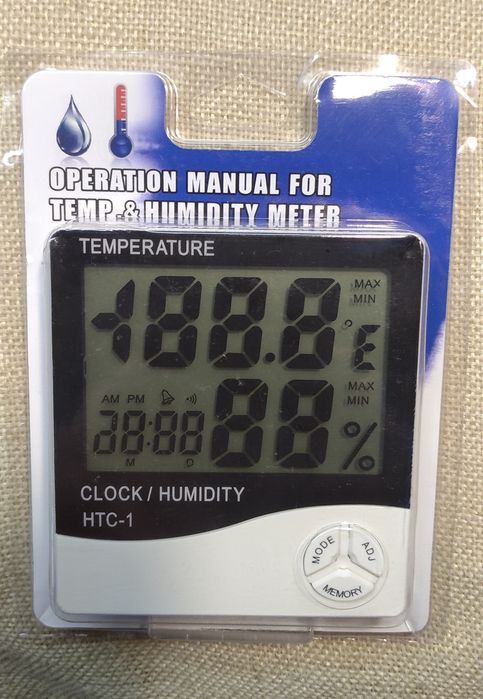 OPERATION MANUAL FOR
TEMP.&HUMIDITY METER
TEMPERATURE
MAX
MIN
-188.8 °E
MAX
MIN
AM PM
18:88
88 %
M D
CLOCK / HUMIDITY
HTC-1
MODE
ADJ
MEMORY